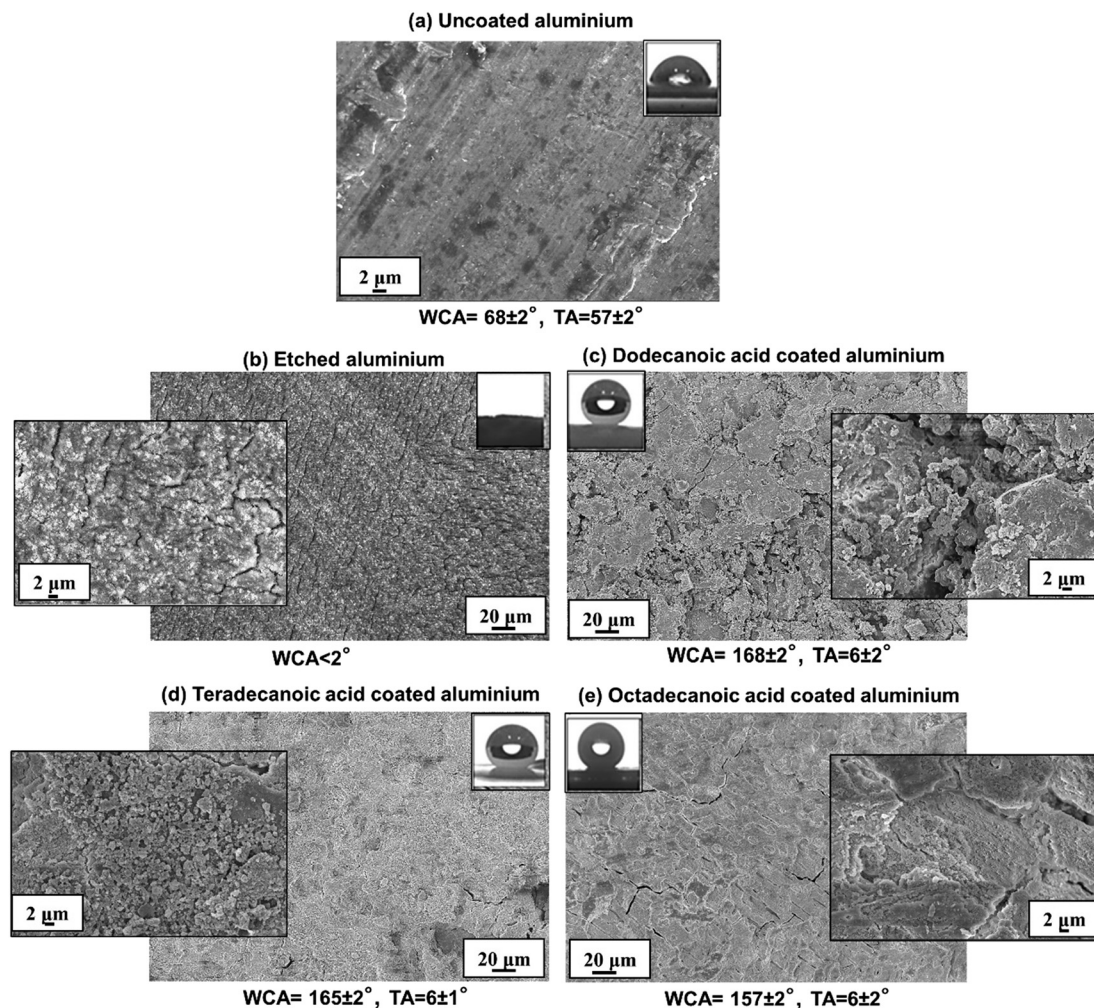 (a) Uncoated aluminium
2 μm
WCA= 68±2°, TA=57±2°
(b) Etched aluminium
2 μm
20 μm
WCA<2°
(c) Dodecanoic acid coated aluminium
20 μm
2 μm
WCA= 168±2°, TA=6±2°
(d) Teradecanoic acid coated aluminium
2 μm
20 μm
WCA= 165±2°, TA=6±1°
(e) Octadecanoic acid coated aluminium
20 μm
2 μm
WCA= 157±2°, TA=6±2°